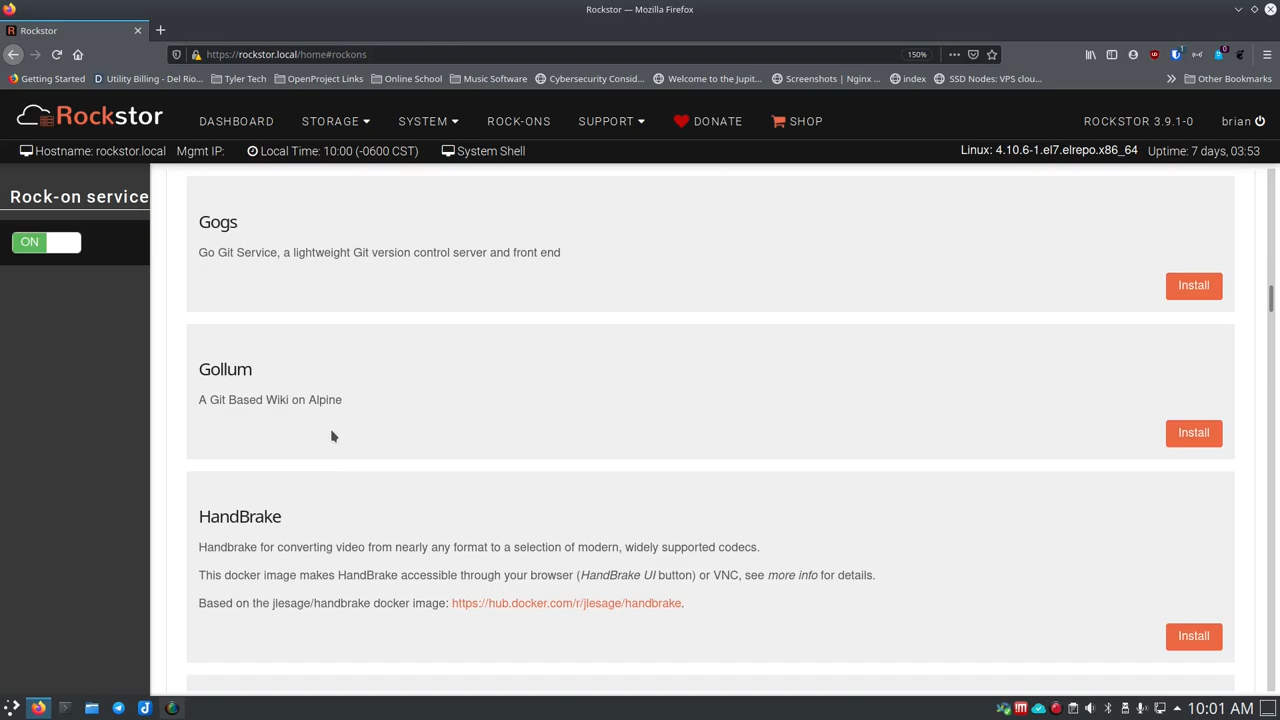 Rockstor — Mozilla Firefox
Rockstor
https://rockstor.local/home#rockons
150%
1
0
Getting Started
Utility Billing - Del Rio...
Tyler Tech
OpenProject Links
Online School
Music Software
Cybersecurity Consid...
Welcome to the Jupit...
Screenshots | Nginx ...
index
SSD Nodes: VPS clou...
Other Bookmarks
Rockstor
DASHBOARD
STORAGE
SYSTEM
ROCK-ONS
SUPPORT
DONATE
SHOP
ROCKSTOR 3.9.1-0
brian
Hostname: rockstor.local
Mgmt IP:
Local Time: 10:00 (-0600 CST)
System Shell
Linux: 4.10.6-1.el7.elrepo.x86_64
Uptime: 7 days, 03:53
Rock-on service
ON
Gogs
Go Git Service, a lightweight Git version control server and front end
Install
Gollum
A Git Based Wiki on Alpine
Install
HandBrake
Handbrake for converting video from nearly any format to a selection of modern, widely supported codecs.
This docker image makes HandBrake accessible through your browser (HandBrake UI button) or VNC, see more info for details.
Based on the jlesage/handbrake docker image: https://hub.docker.com/r/jlesage/handbrake.
Install
10:01 AM